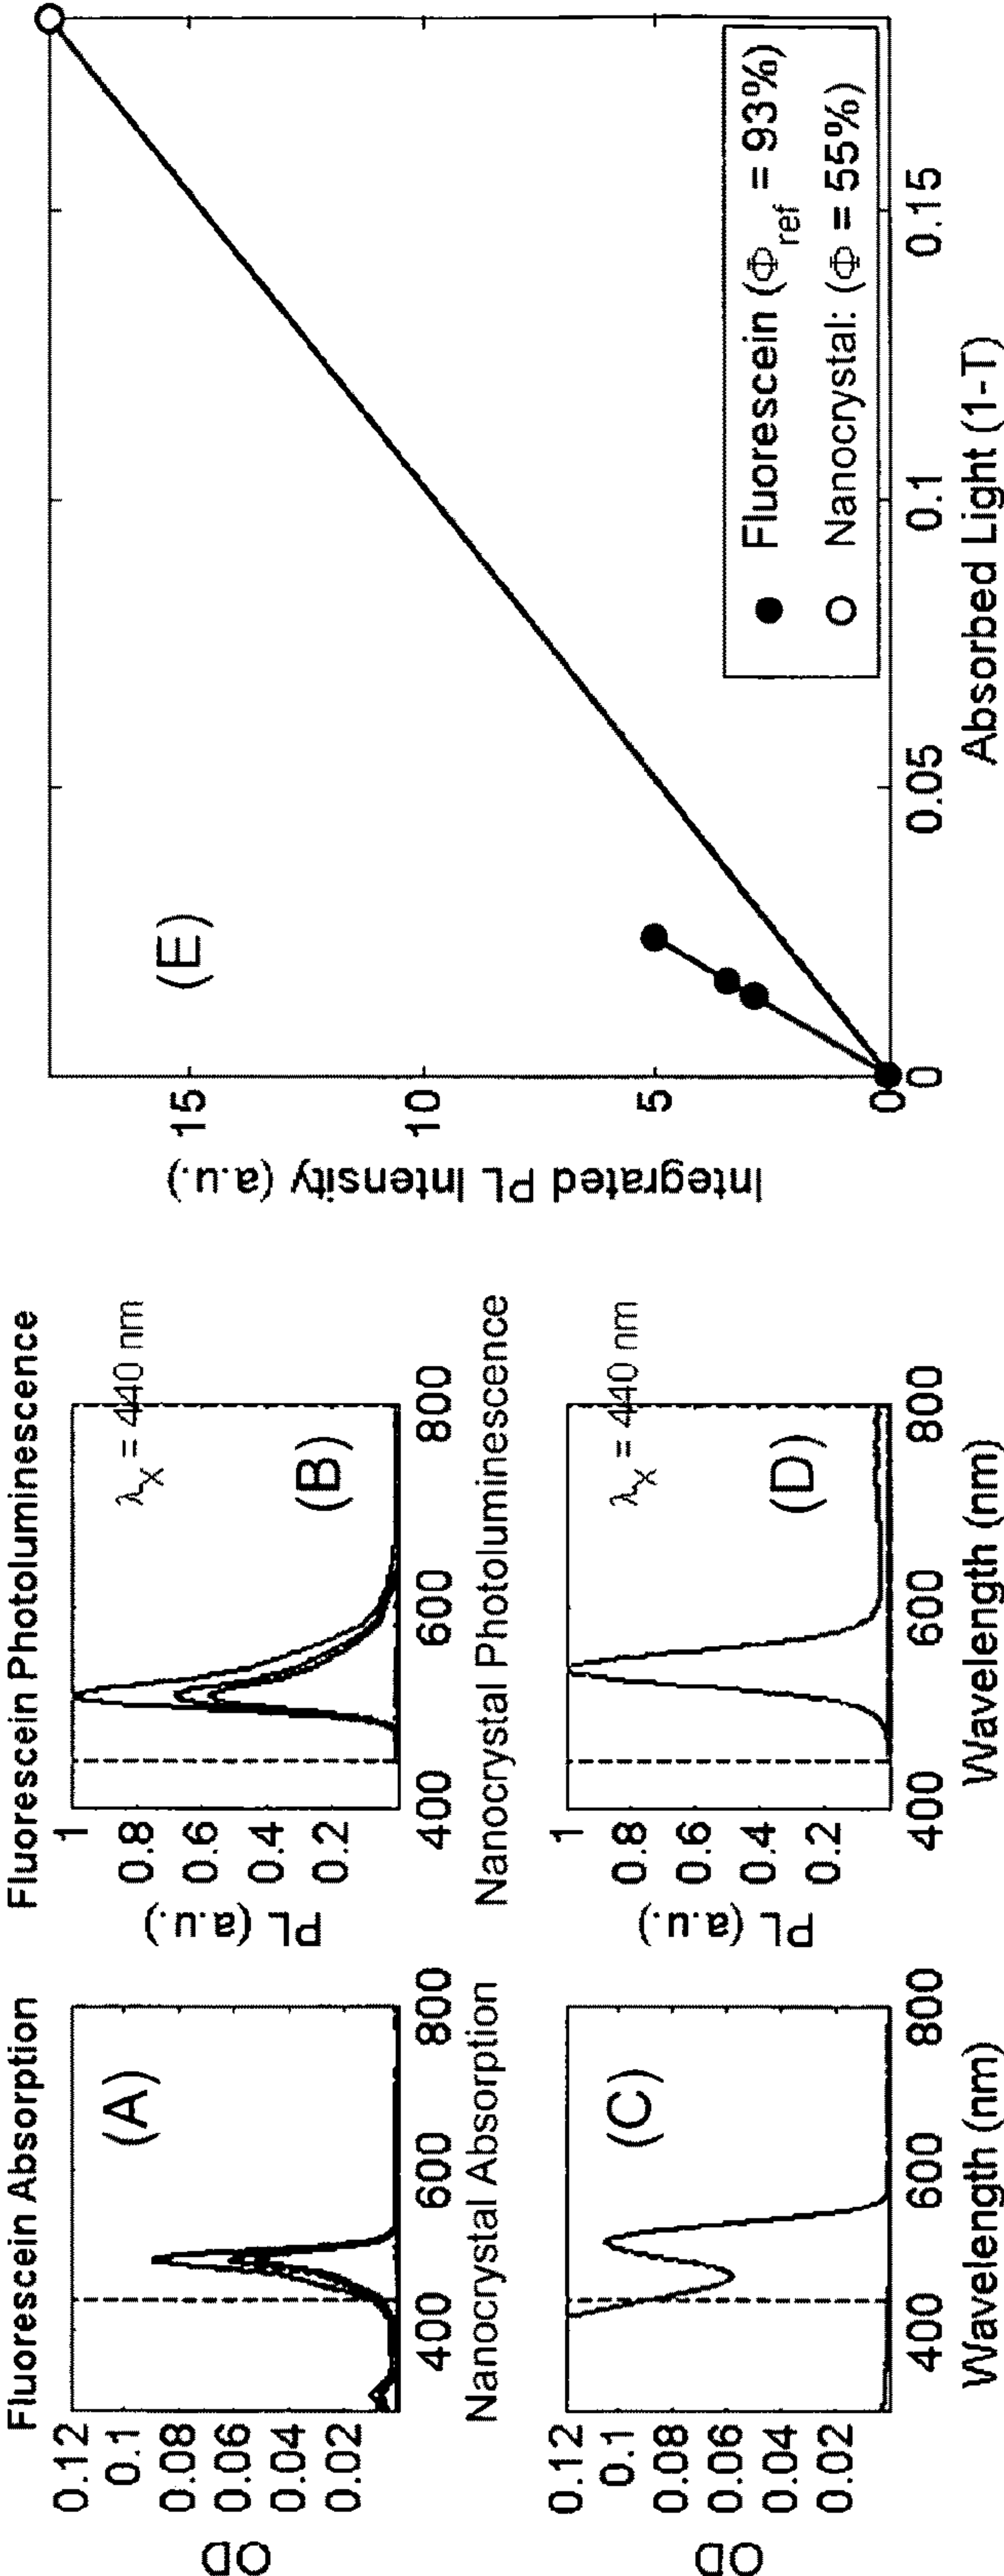 Fluorescein Absorption
OD
0.12
0.1
0.08
0.06
0.04
0.02
(A)
400 600 800
Fluorescein Photoluminescence
PL (a.u.)
1
0.8
0.6
0.4
0.2
λX = 440 nm
(B)
400 600 800
Nanocrystal Absorption
OD
0.12
0.1
0.08
0.06
0.04
0.02
(C)
400 600 800
Wavelength (nm)
Nanocrystal Photoluminescence
PL (a.u.)
1
0.8
0.6
0.4
0.2
λX = 440 nm
(D)
400 600 800
Wavelength (nm)
Integrated PL Intensity (a.u.)
15
10
5
0
(E)
Fluorescein (Φref = 93%)
Nanocrystal: (Φ = 55%)
0 0.05 0.1 0.15
Absorbed Light (1-T)